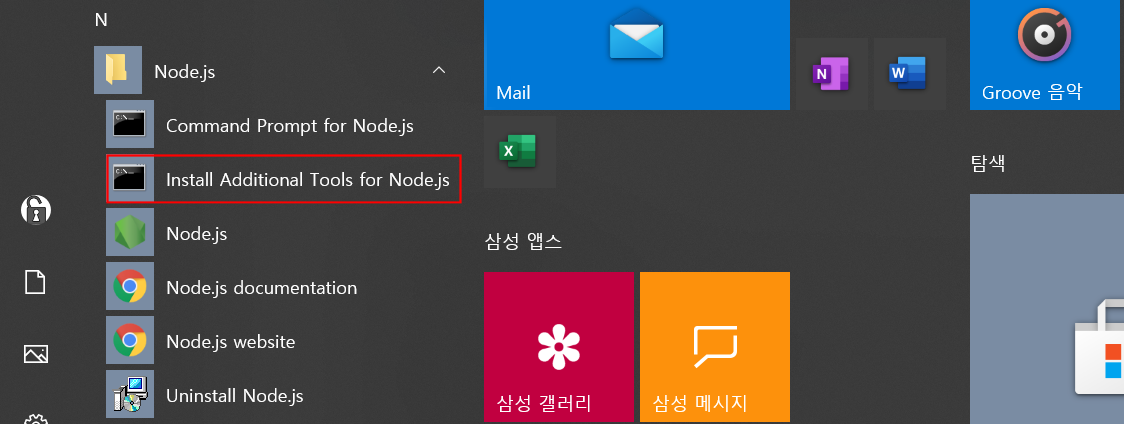 N
Node.js
Command Prompt for Node.js
Install Additional Tools for Node.js
Node.js
Node.js documentation
Node.js website
Uninstall Node.js
Mail
N
W
Groove 음악
X
탐색
삼성 앱스
삼성 갤러리
삼성 메시지